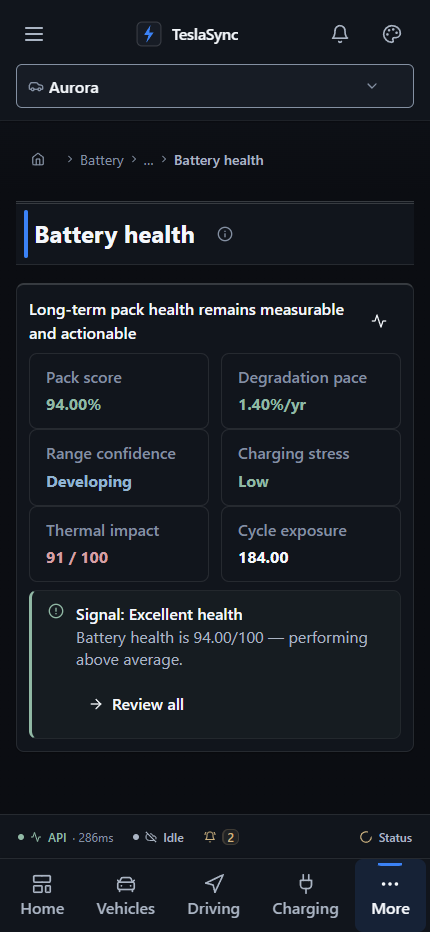 TeslaSync
Aurora
Battery
...
Battery health
Battery health
Long-term pack health remains measurable
and actionable
Pack score
94.00%
Degradation pace
1.40%/yr
Range confidence
Developing
Charging stress
Low
Thermal impact
91 / 100
Cycle exposure
184.00
Signal: Excellent health
Battery health is 94.00/100 — performing
above average.
Review all
API · 286ms
Idle
2
Status
Home
Vehicles
Driving
Charging
More